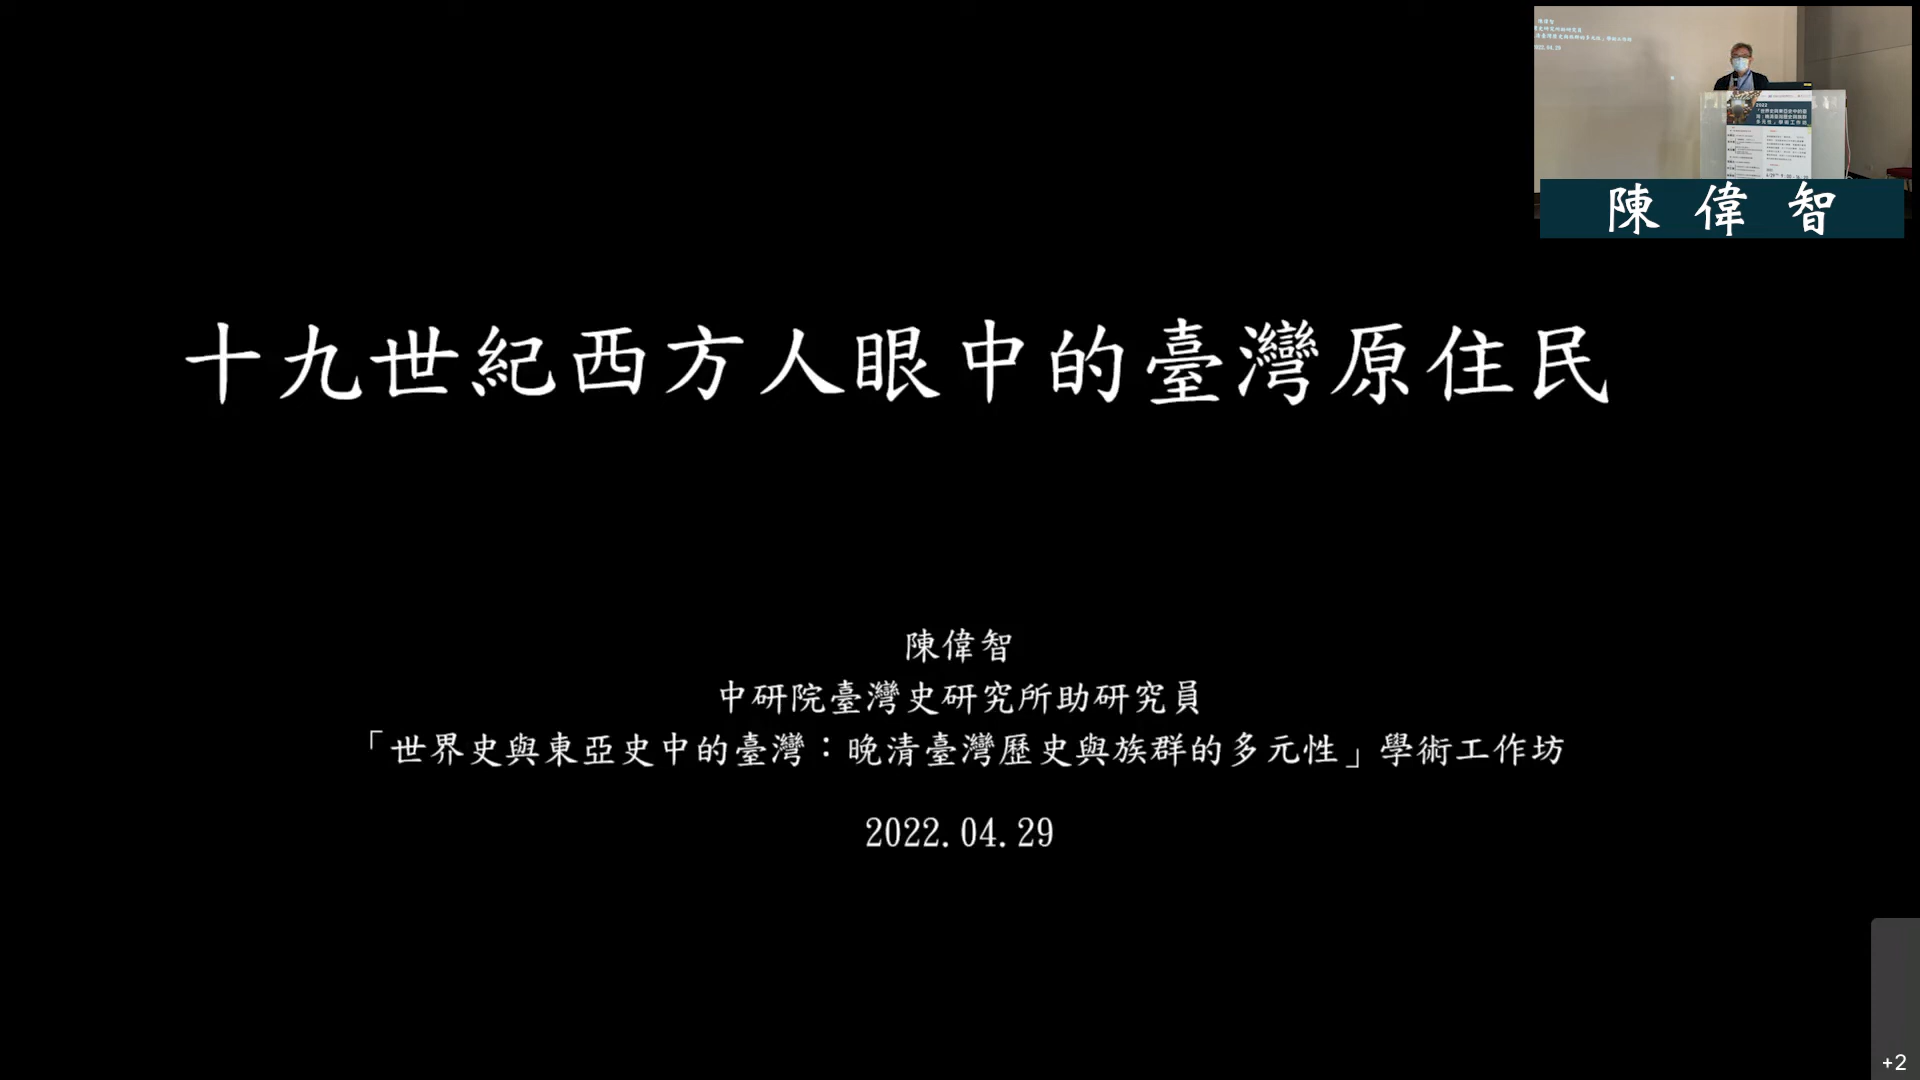 陳偉智
十九世紀西方人眼中的臺灣原住民
陳偉智
中研院臺灣史研究所助研究員
「世界史與東亞史中的臺灣：晚清臺灣歷史與族群的多元性」學術工作坊
2022.04.29
+2